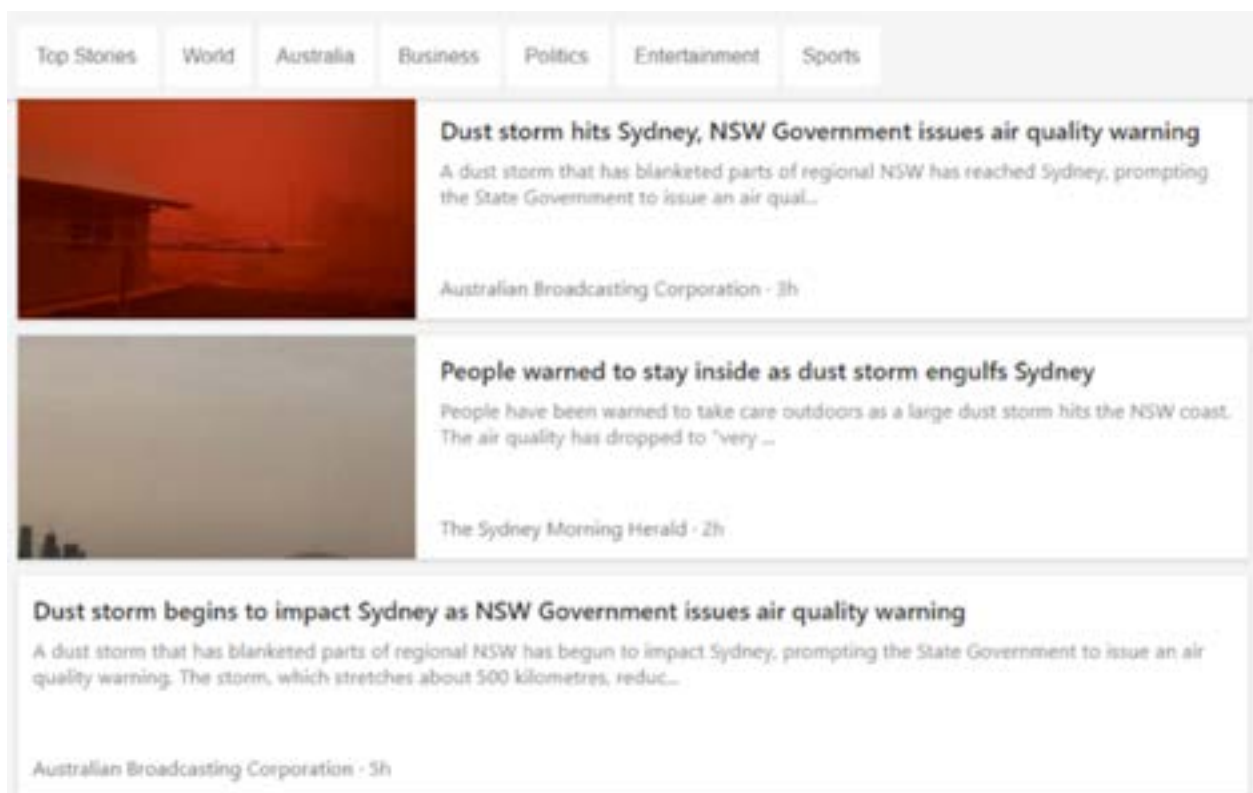 Top Stories World Australia Business Politics Entertainment Sports
Dust storm hits Sydney, NSW Government issues air quality warning
A dust storm that has blanketed parts of regional NSW has reached Sydney, prompting
the State Government to issue an air qual...
Australian Broadcasting Corporation · 3h
People warned to stay inside as dust storm engulfs Sydney
People have been warned to take care outdoors as a large dust storm hits the NSW coast.
The air quality has dropped to "very ...
The Sydney Morning Herald · 2h
Dust storm begins to impact Sydney as NSW Government issues air quality warning
A dust storm that has blanketed parts of regional NSW has begun to impact Sydney, prompting the State Government to issue an air
quality warning. The storm, which stretches about 500 kilometres, reduc...
Australian Broadcasting Corporation · 5h